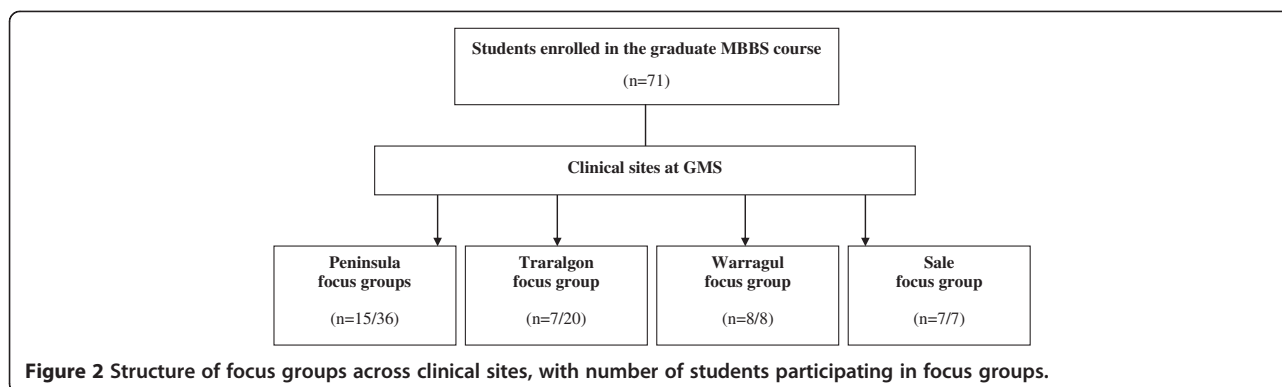 Students enrolled in the graduate MBBS course
(n=71)
Clinical sites at GMS
Peninsula
focus groups
(n=15/36)
Traralgon
focus group
(n=7/20)
Warragul
focus group
(n=8/8)
Sale
focus group
(n=7/7)
Figure 2 Structure of focus groups across clinical sites, with number of students participating in focus groups.